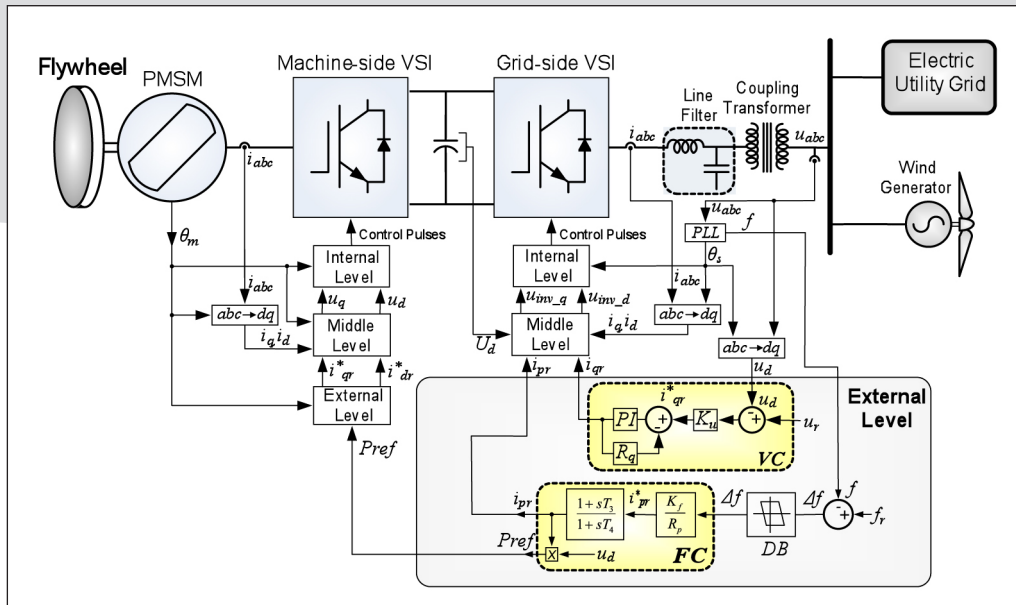 Flywheel
PMSM
Machine-side VSI
Grid-side VSI
Line
Filter
Coupling
Transformer
Electric
Utility Grid
Wind
Generator
i_abc
i_abc
u_abc
u_abc
f
PLL
θ_s
θ_m
Control Pulses
Control Pulses
Internal
Level
Internal
Level
i_abc
i_abc
u_q
u_d
u_inv_q
u_inv_d
abc→dq
abc→dq
abc→dq
Middle
Level
Middle
Level
i_q i_d
i_q i_d
U_d
i*_qr
i*_dr
i_pr
i_qr
u_d
External
Level
External
Level
Pref
i*_qr
u_d
PI
-
K_u
-+
u_r
R_q
VC
i_pr
1+sT_3
1+sT_4
i*_pr
K_f
R_p
Δf
DB
Δf
f
+
-
f_r
Pref
X
u_d
FC